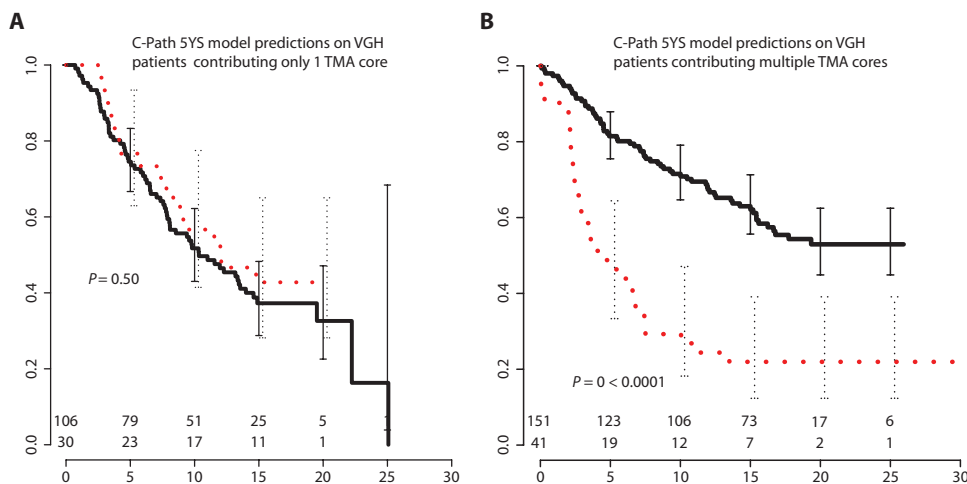 A
C-Path 5YS model predictions on VGH
patients contributing only 1 TMA core
1.0
0.8
0.6
0.4
0.2
0.0
P = 0.50
106 79 51 25 5 1
30 23 17 11 1
0 5 10 15 20 25 30
B
C-Path 5YS model predictions on VGH
patients contributing multiple TMA cores
1.0
0.8
0.6
0.4
0.2
0.0
P = 0 < 0.0001
151 123 106 73 17 6
41 19 12 7 2 1
0 5 10 15 20 25 30